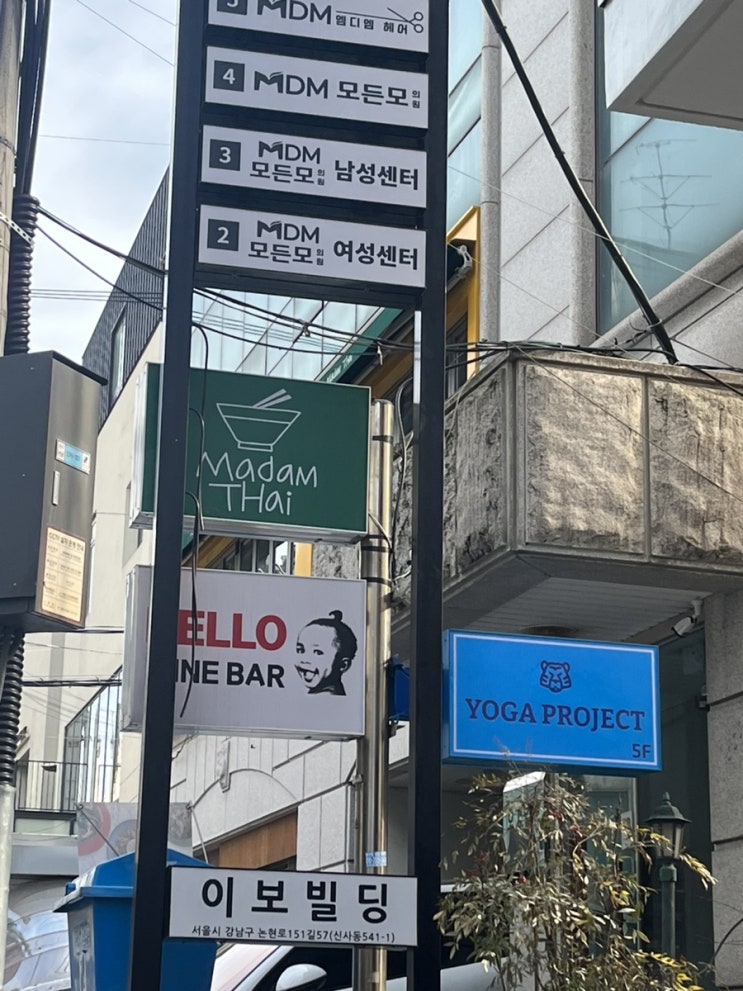 5 MDM 엠디엠 헤어
4 MDM 모든모 의원
3 MDM 모든모 의원 남성센터
2 MDM 모든모 의원 여성센터
Madam
THai
ELLO
INE BAR
YOGA PROJECT
5F
이보빌딩
서울시 강남구 논현로151길57(신사동541-1)